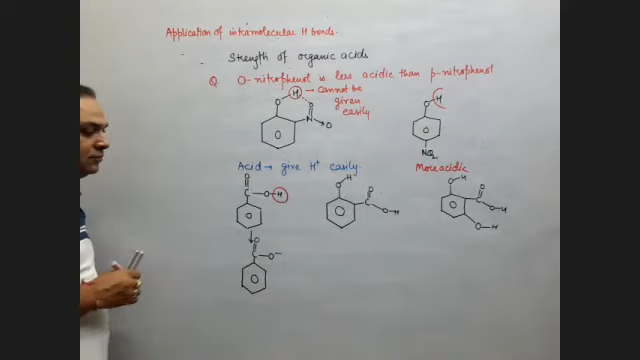 Application of intramolecular H bonds.
Strength of organic acids
Q O-nitrophenol is less acidic than p-nitrophenol
O H → cannot be given easily
O
N → O
O H
NO2
Acid → give H+ easily
More acidic
O
C - O - H
O H
O
C
O - H
O - H
O
C
O - H
O - H
O
C - O-